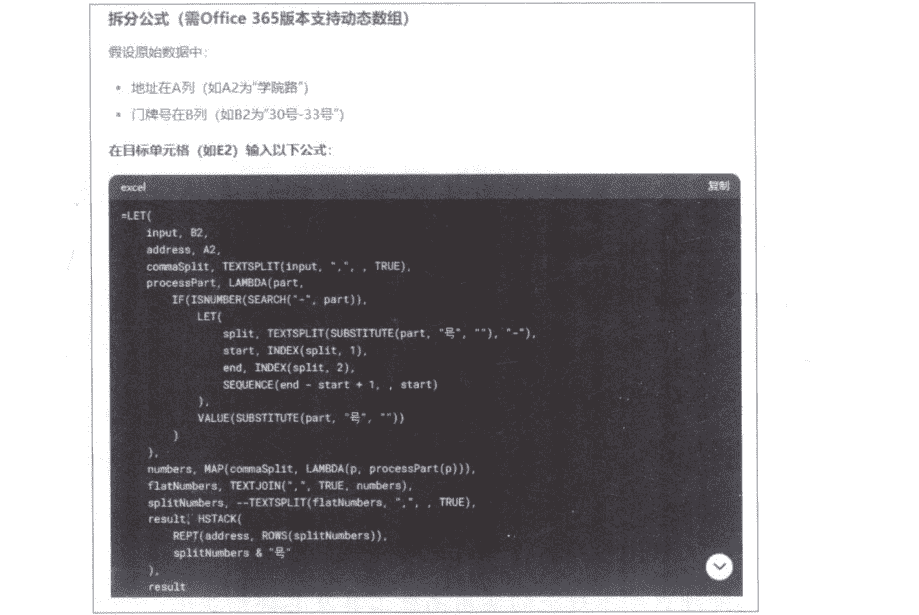 拆分公式（需Office 365版本支持动态数组）
假设原始数据中：
• 地址在A列（如A2为"学院路"）
• 门牌号在B列（如B2为"30号-33号"）
在目标单元格（如E2）输入以下公式：
excel
复制
=LET(
input, B2,
address, A2,
commaSplit, TEXTSPLIT(input, ",", , TRUE),
processPart, LAMBDA(part,
IF(ISNUMBER(SEARCH("-", part)),
LET(
split, TEXTSPLIT(SUBSTITUTE(part, "号", ""), "-"),
start, INDEX(split, 1),
end, INDEX(split, 2),
SEQUENCE(end - start + 1, , start)
),
VALUE(SUBSTITUTE(part, "号", ""))
)
),
numbers, MAP(commaSplit, LAMBDA(p, processPart(p))),
flatNumbers, TEXTJOIN(",", TRUE, numbers),
splitNumbers, --TEXTSPLIT(flatNumbers, ",", , TRUE),
result, HSTACK(
REPT(address, ROWS(splitNumbers)),
splitNumbers & "号"
),
result